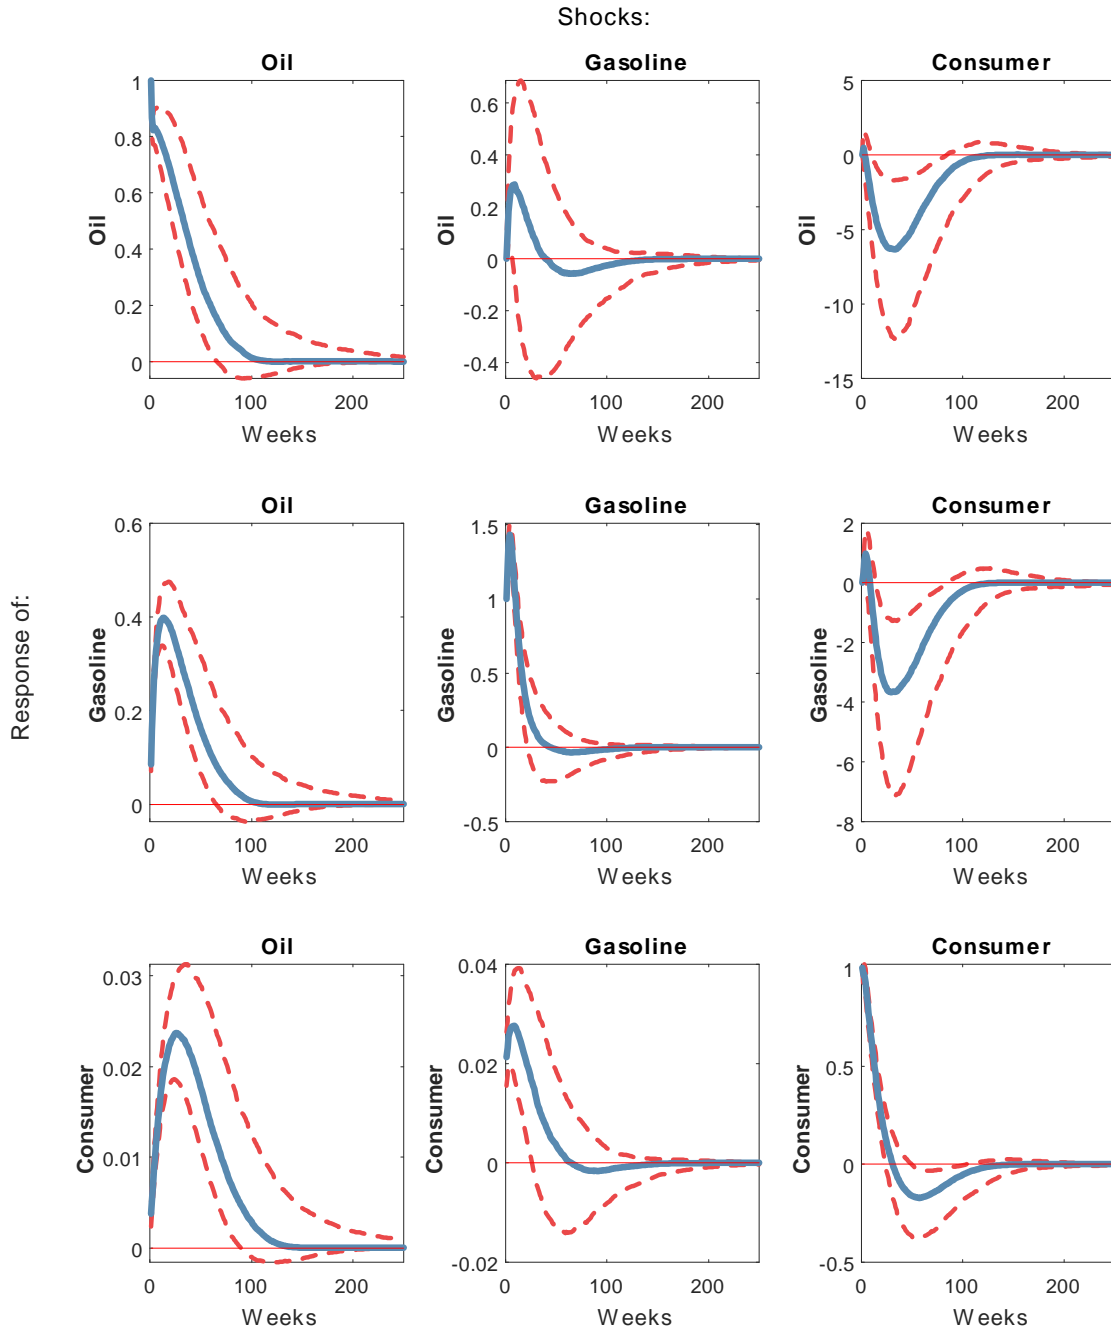 Shocks:
Oil Gasoline Consumer
1 0.8 0.6 0.4 0.2 0
Oil
0 100 200
Weeks
0.6 0.4 0.2 0 -0.2 -0.4
Oil
0 100 200
Weeks
5 0 -5 -10 -15
Oil
0 100 200
Weeks
Response of:
Oil Gasoline Consumer
0.6 0.4 0.2 0
Gasoline
0 100 200
Weeks
1.5 1 0.5 0 -0.5
Gasoline
0 100 200
Weeks
2 0 -2 -4 -6 -8
Gasoline
0 100 200
Weeks
Oil Gasoline Consumer
0.03 0.02 0.01 0
Consumer
0 100 200
Weeks
0.04 0.02 0 -0.02
Consumer
0 100 200
Weeks
1 0.5 0 -0.5
Consumer
0 100 200
Weeks